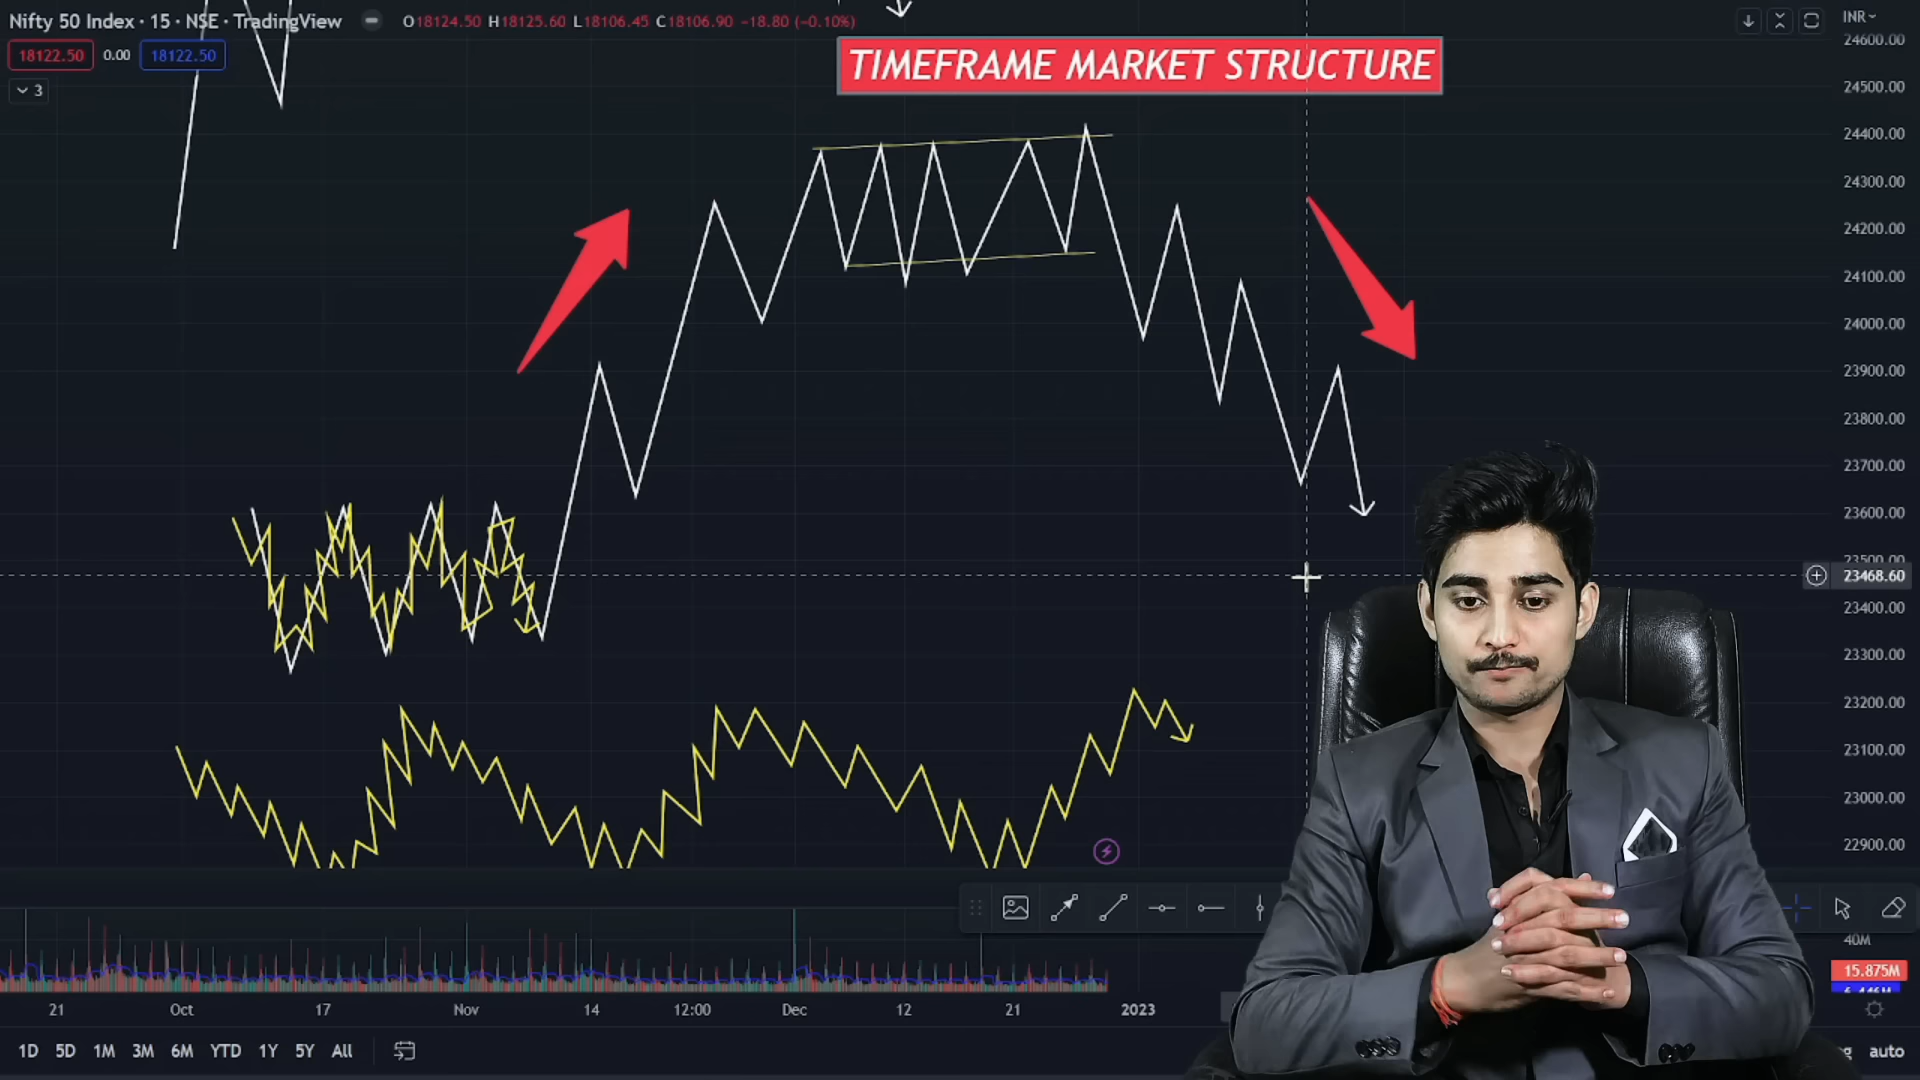 Nifty 50 Index · 15 · NSE · TradingView
O18124.50 H18125.60 L18106.45 C18106.90 -18.80 (-0.10%)
INR
18122.50 0.00 18122.50
3
TIMEFRAME MARKET STRUCTURE
24600.00
24500.00
24400.00
24300.00
24200.00
24100.00
24000.00
23900.00
23800.00
23700.00
23600.00
23500.00
23468.60
23400.00
23300.00
23200.00
23100.00
23000.00
22900.00
40M
15.875M
21 Oct 17 Nov 14 12:00 Dec 12 21 2023
1D 5D 1M 3M 6M YTD 1Y 5Y All
auto